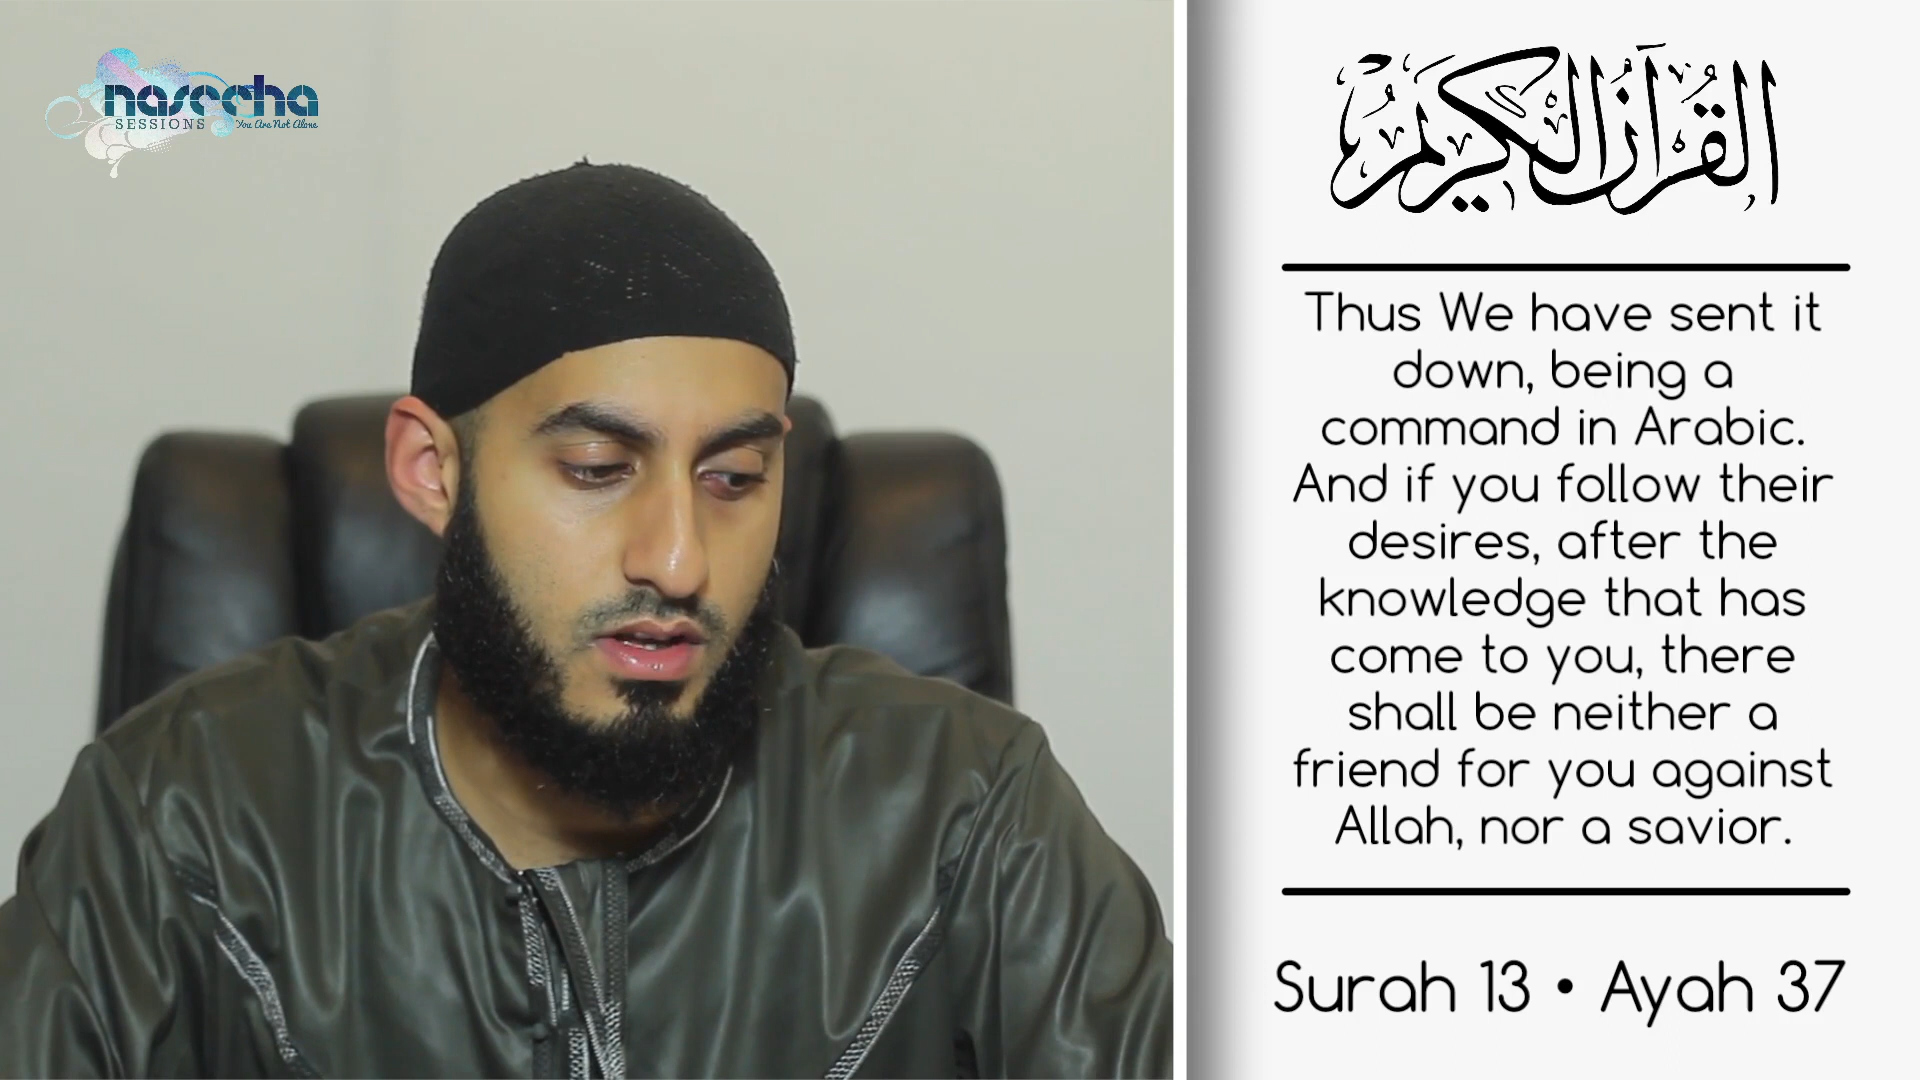 naseeha
SESSIONS You Are Not Alone
القرآن الكريم
Thus We have sent it
down, being a
command in Arabic.
And if you follow their
desires, after the
knowledge that has
come to you, there
shall be neither a
friend for you against
Allah, nor a savior.
Surah 13 • Ayah 37